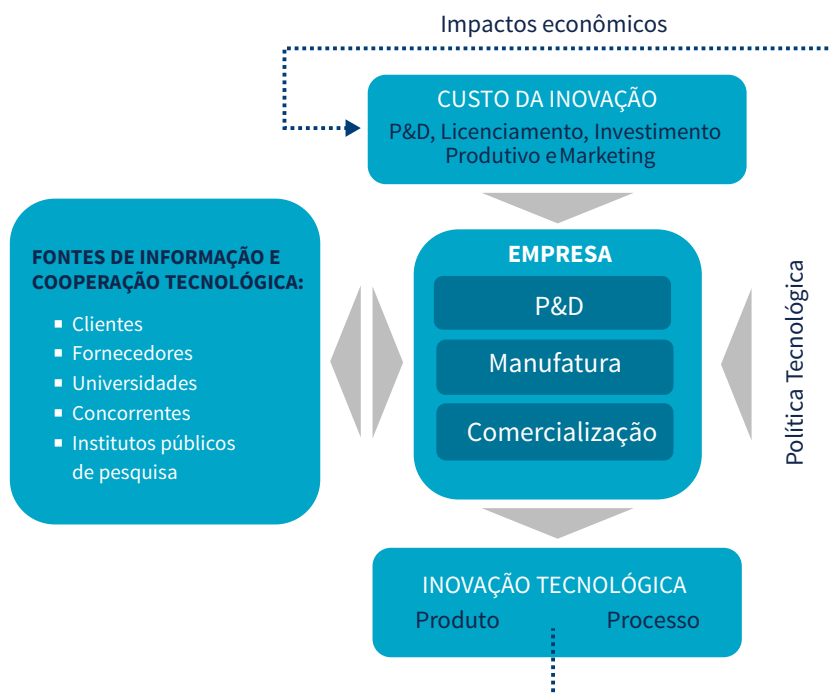 Impactos econômicos
CUSTO DA INOVAÇÃO
P&D, Licenciamento, Investimento
Produtivo e Marketing
FONTES DE INFORMAÇÃO E
COOPERAÇÃO TECNOLÓGICA:
Clientes
Fornecedores
Universidades
Concorrentes
Institutos públicos
de pesquisa
EMPRESA
P&D
Manufatura
Comercialização
Política Tecnológica
INOVAÇÃO TECNOLÓGICA
Produto Processo